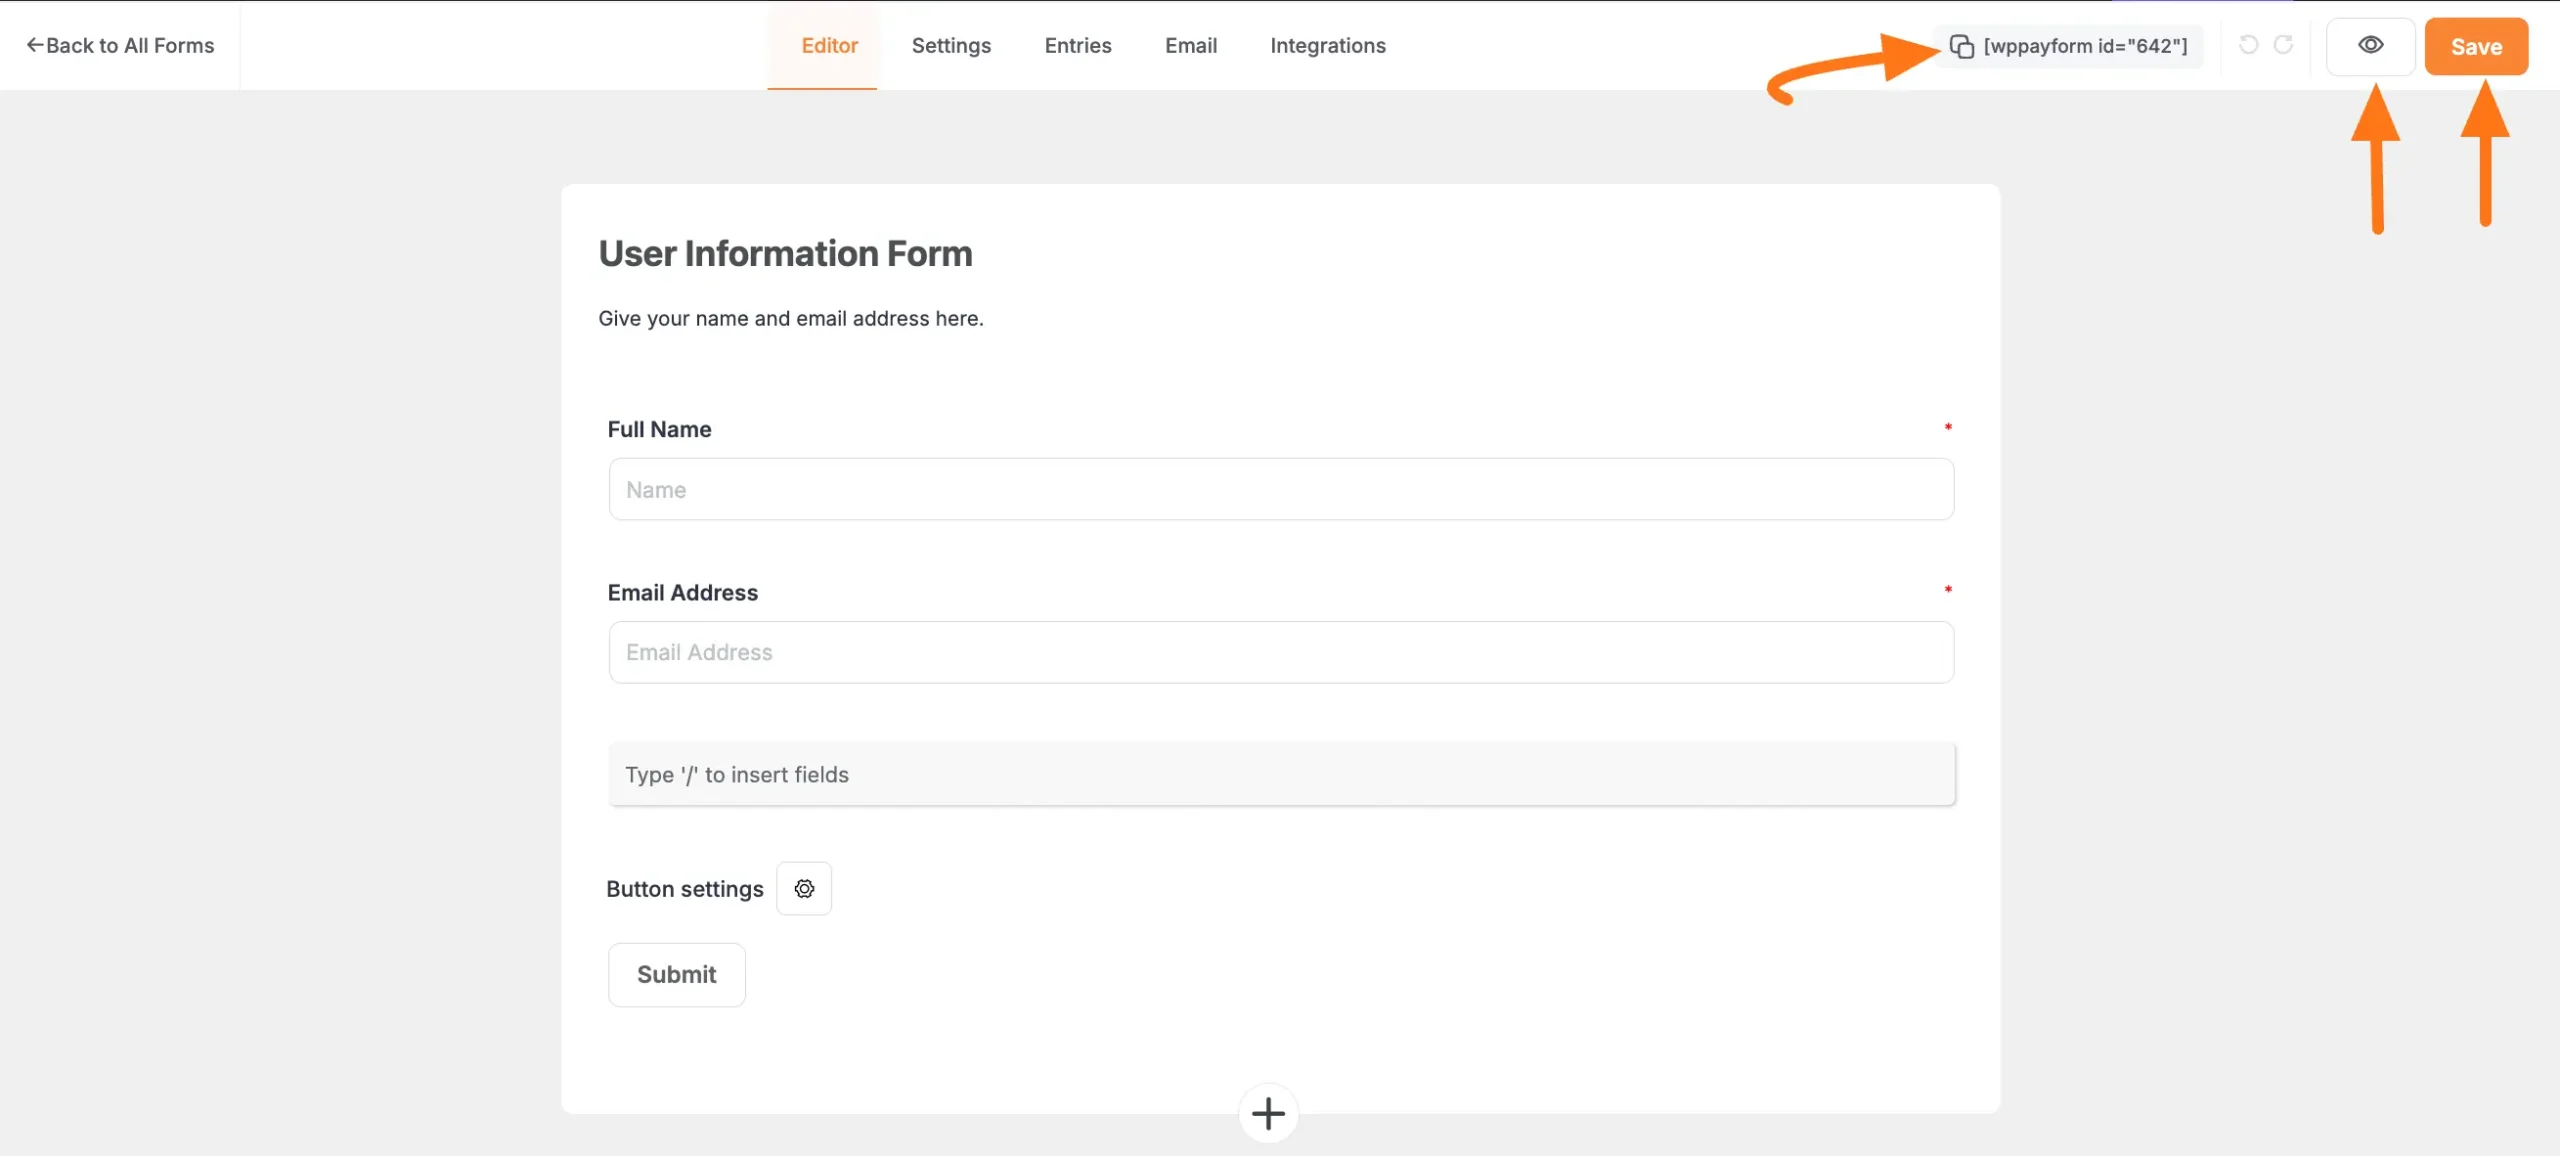 Back to All Forms
Editor
Settings
Entries
Email
Integrations
[wppayform id="642"]
Save
User Information Form
Give your name and email address here.
Full Name
*
Name
Email Address
*
Email Address
Type '/' to insert fields
Button settings
Submit